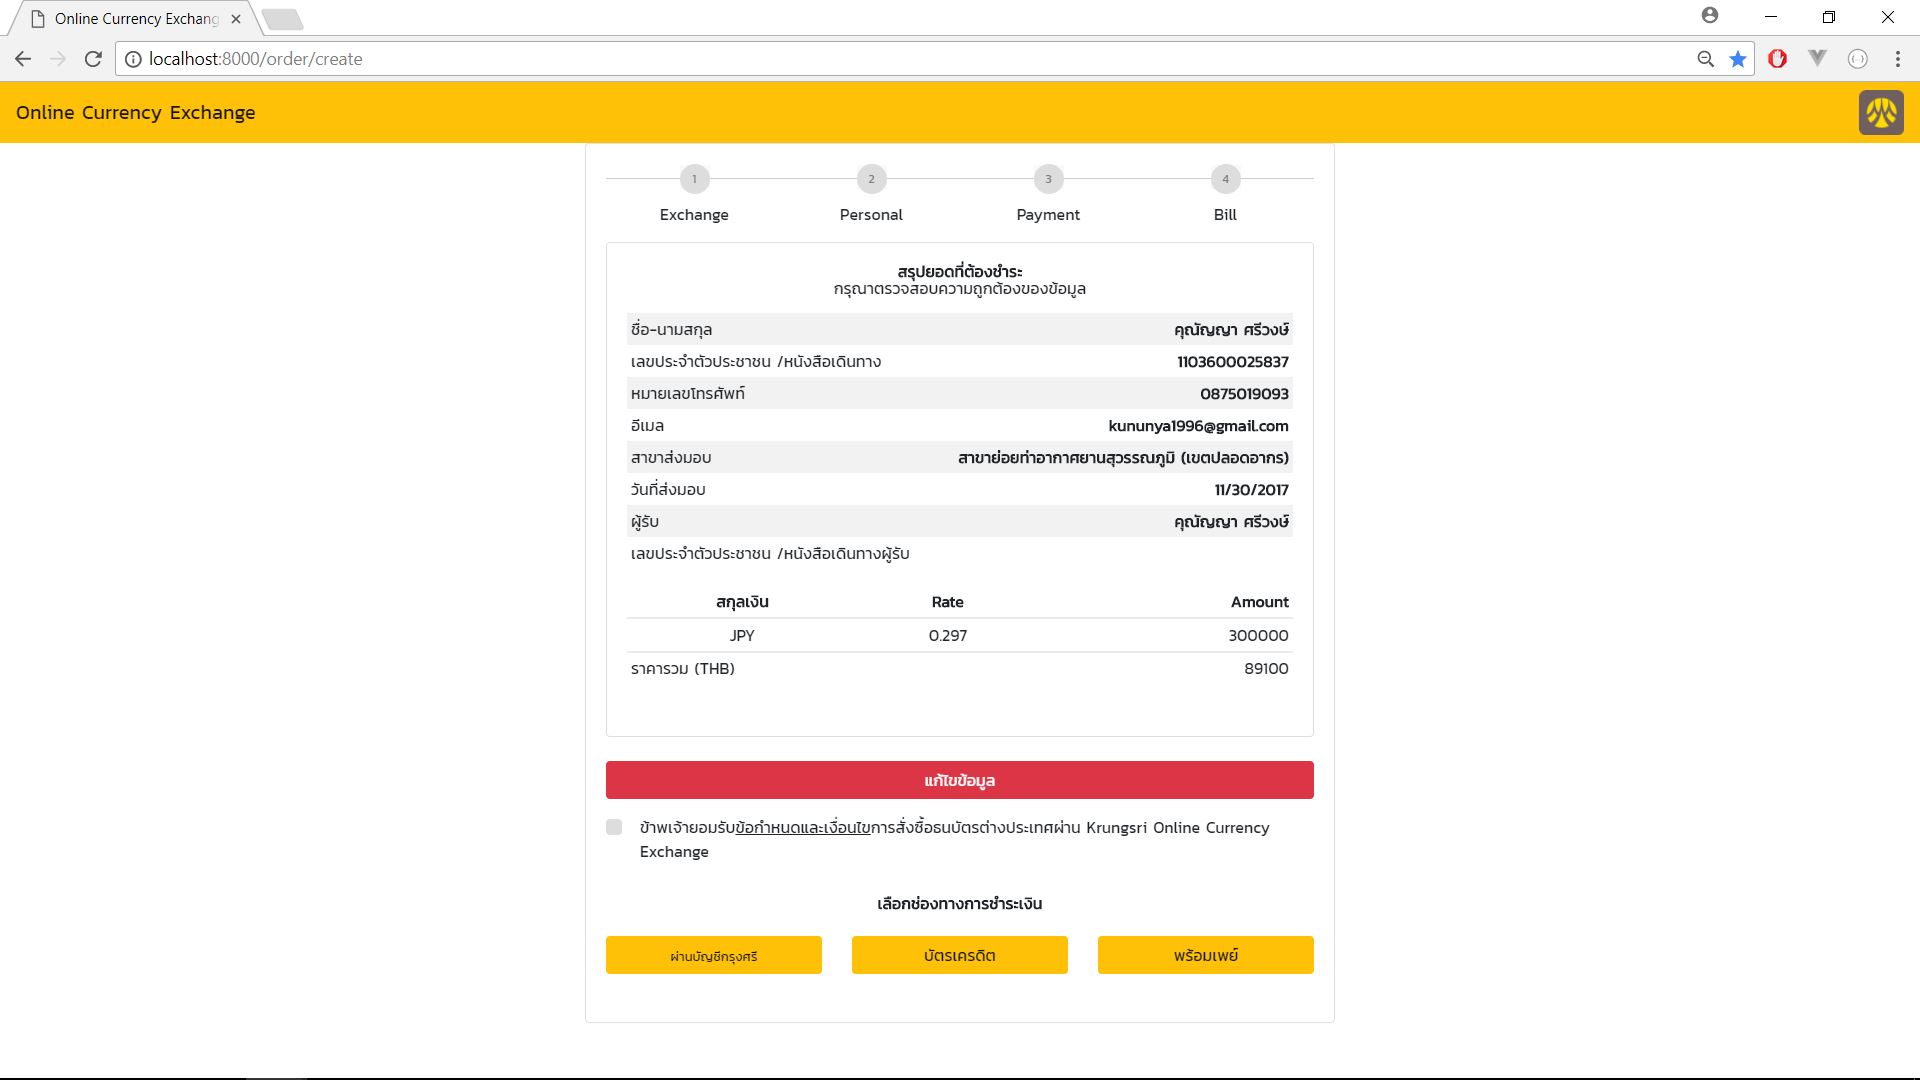 Online Currency Exchang
localhost:8000/order/create
Online Currency Exchange
1 2 3 4
Exchange Personal Payment Bill
สรุปยอดที่ต้องชำระ
กรุณาตรวจสอบความถูกต้องของข้อมูล
ชื่อ-นามสกุล คุณัญญา ศรีวงษ์
เลขประจำตัวประชาชน /หนังสือเดินทาง 1103600025837
หมายเลขโทรศัพท์ 0875019093
อีเมล kununya1996@gmail.com
สาขาส่งมอบ สาขาย่อยท่าอากาศยานสุวรรณภูมิ (เขตปลอดอากร)
วันที่ส่งมอบ 11/30/2017
ผู้รับ คุณัญญา ศรีวงษ์
เลขประจำตัวประชาชน /หนังสือเดินทางผู้รับ
สกุลเงิน Rate Amount
JPY 0.297 300000
ราคารวม (THB) 89100
แก้ไขข้อมูล
ข้าพเจ้ายอมรับข้อกำหนดและเงื่อนไขการสั่งซื้อธนบัตรต่างประเทศผ่าน Krungsri Online Currency
Exchange
เลือกช่องทางการชำระเงิน
ผ่านบัญชีกรุงศรี บัตรเครดิต พร้อมเพย์